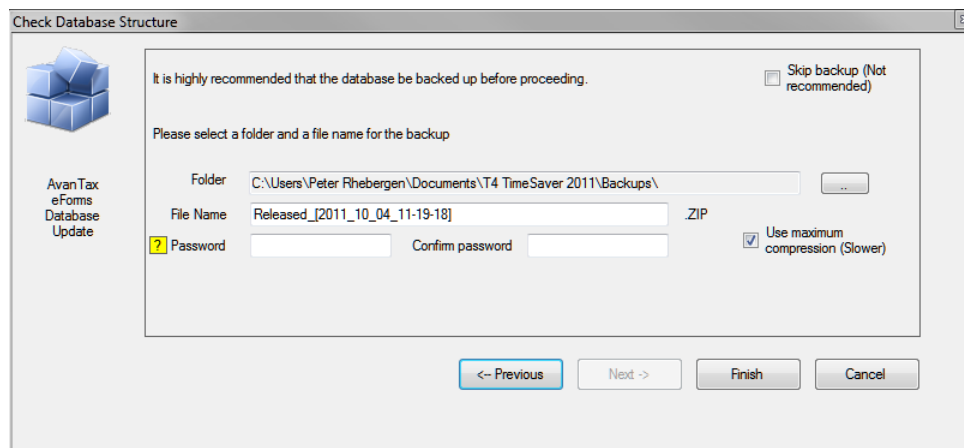 Check Database Structure
It is highly recommended that the database be backed up before proceeding.
Skip backup (Not
recommended)
Please select a folder and a file name for the backup
AvanTax
eForms
Database
Update
Folder
C:\Users\Peter Rhebergen\Documents\T4 TimeSaver 2011\Backups\
..
File Name
Released_[2011_10_04_11-19-18]
.ZIP
? Password
Confirm password
Use maximum
compression (Slower)
<-- Previous
Next ->
Finish
Cancel